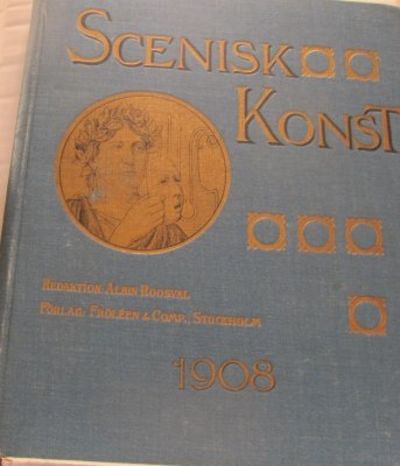 SCENISK
KONST
REDAKTION: ALBIN ROOSVAL
FÖRLAG: FRÖLÉEN & COMP., STOCKHOLM
1908